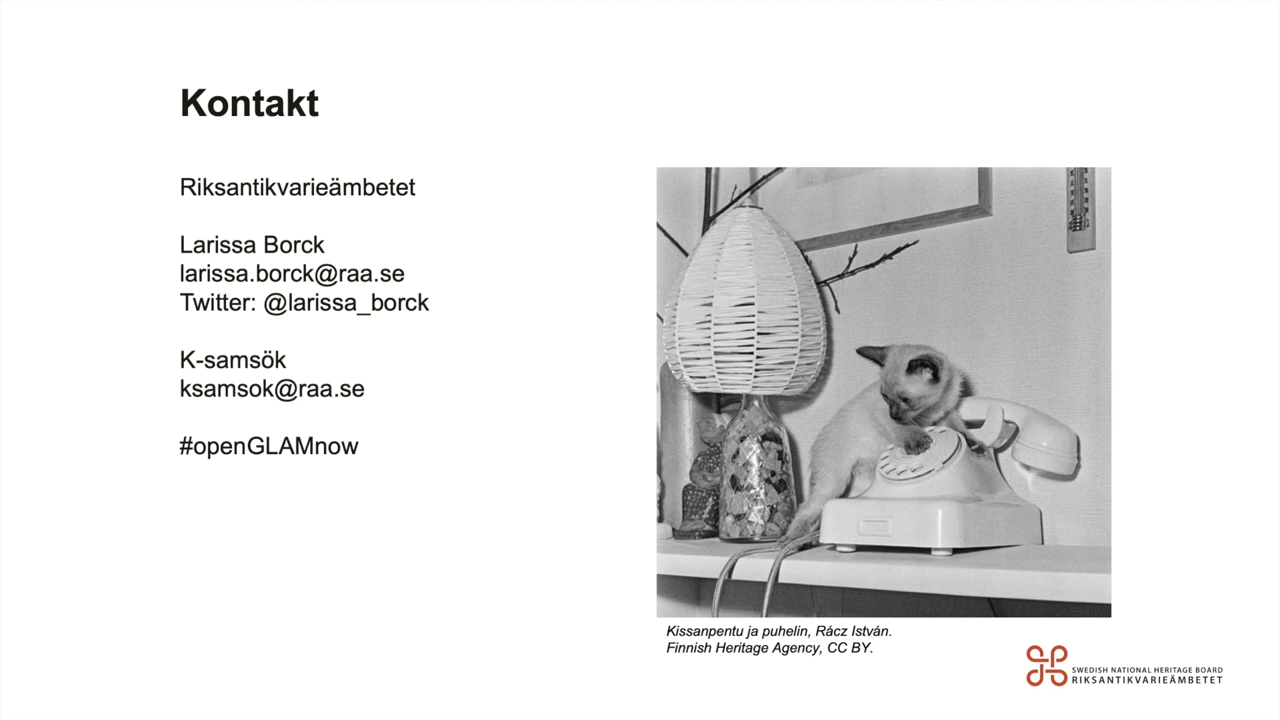 Kontakt
Riksantikvarieämbetet
Larissa Borck
larissa.borck@raa.se
Twitter: @larissa_borck
K-samsök
ksamsok@raa.se
#openGLAMnow
Kissanpentu ja puhelin, Rácz István.
Finnish Heritage Agency, CC BY.
SWEDISH NATIONAL HERITAGE BOARD
RIKSANTIKVARIEÄMBETET